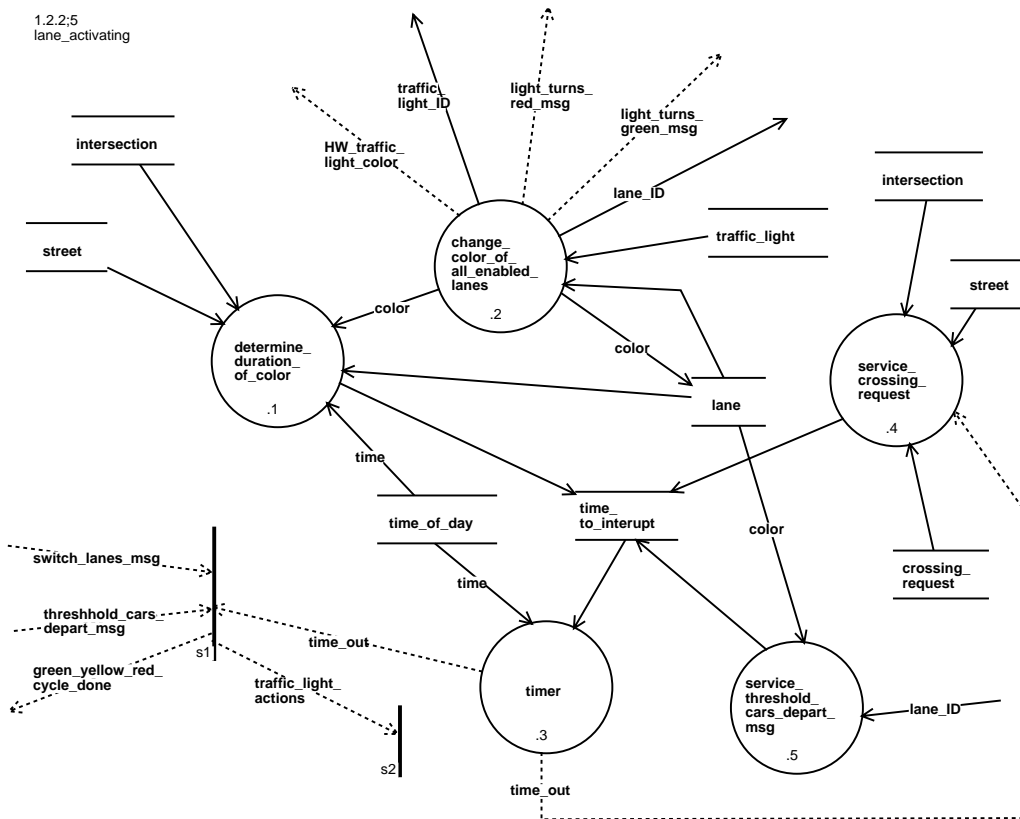 1.2.2;5
lane_activating
traffic_
light_ID
light_turns_
red_msg
light_turns_
green_msg
HW_traffic_
light_color
intersection
intersection
lane_ID
street
change_
color_of_
all_enabled_
lanes
.2
traffic_light
street
color
color
determine_
duration_
of_color
.1
service_
crossing_
request
.4
lane
time
time_of_day
time_
to_interupt
color
switch_lanes_msg
time
crossing_
request
threshhold_cars_
depart_msg
s1
time_out
green_yellow_red_
cycle_done
traffic_light_
actions
timer
.3
service_
threshold_
cars_depart_
msg
.5
lane_ID
s2
time_out